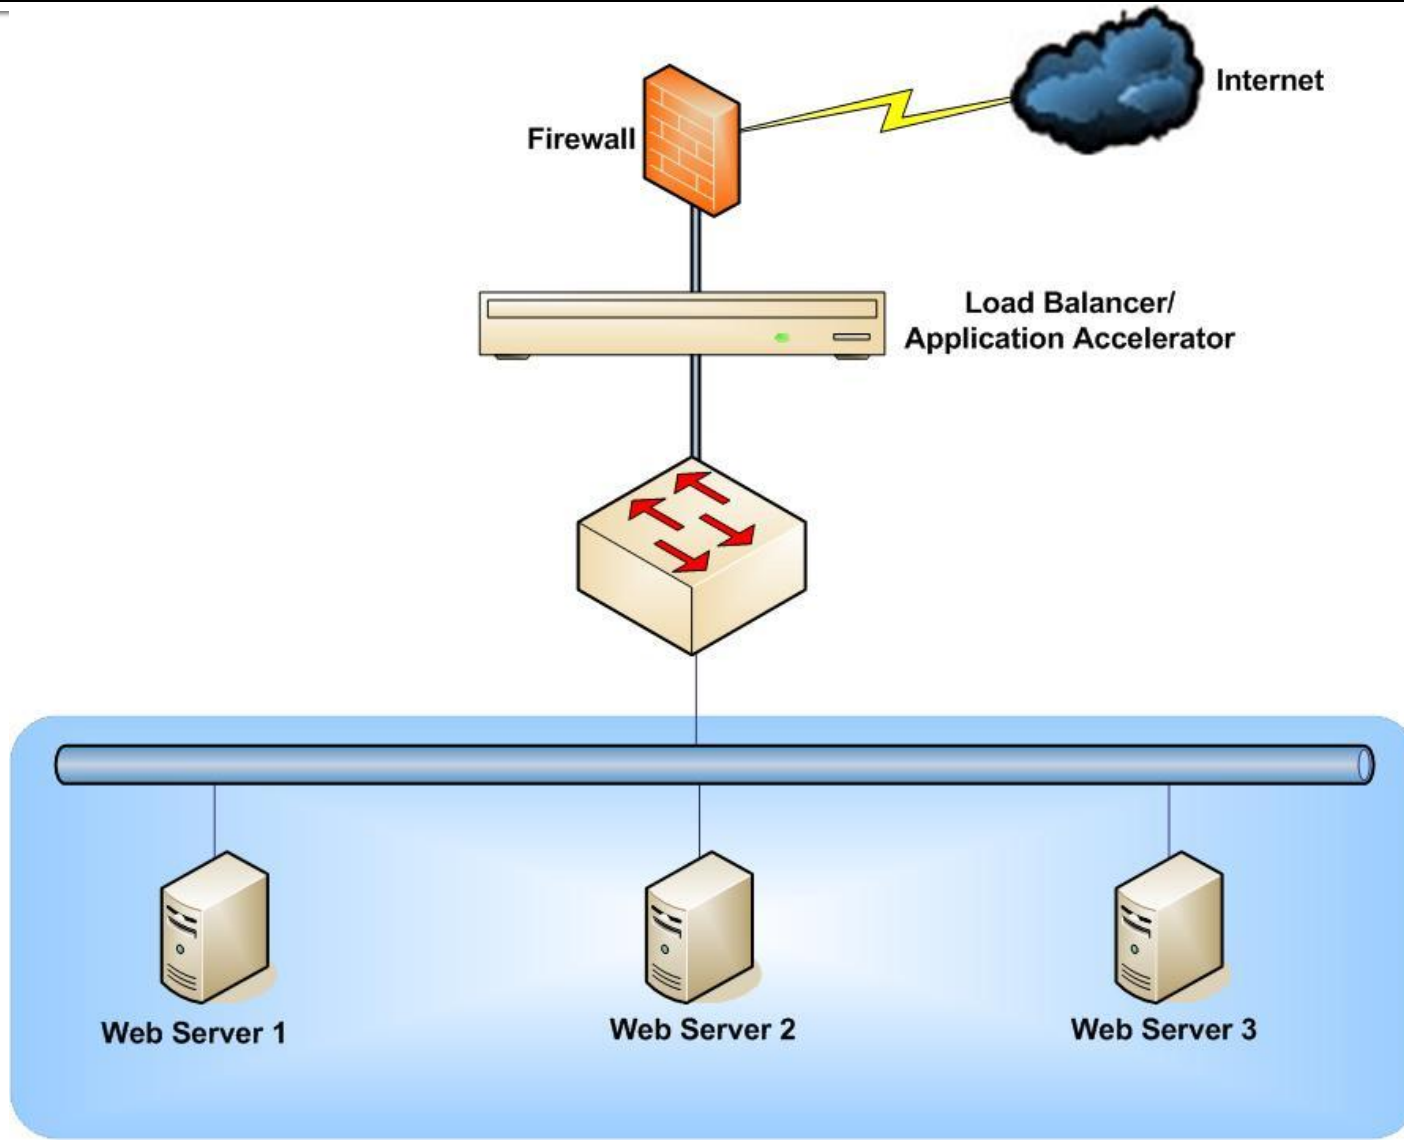 Internet
Firewall
Load Balancer/
Application Accelerator
Web Server 1
Web Server 2
Web Server 3